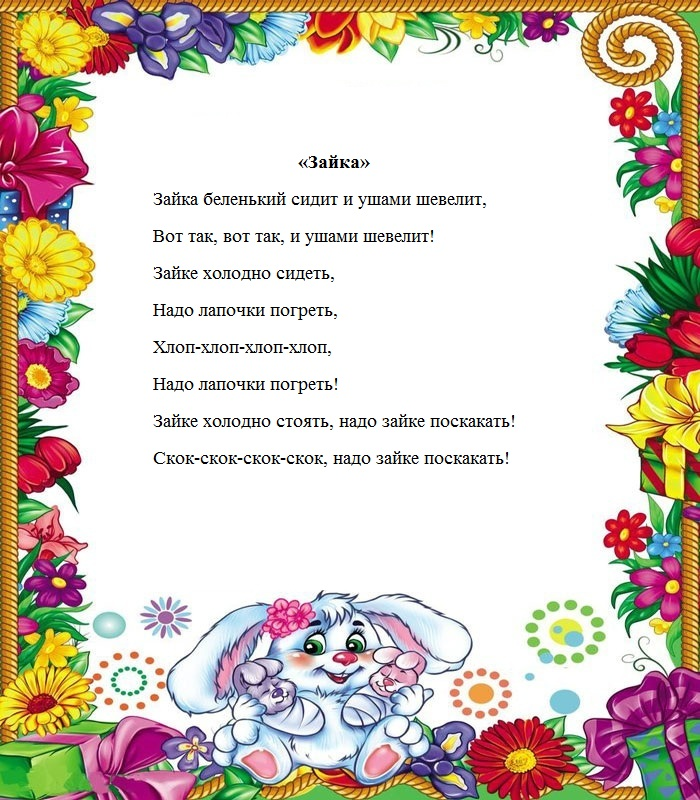 «Зайка»
Зайка беленький сидит и ушами шевелит,
Вот так, вот так, и ушами шевелит!
Зайке холодно сидеть,
Надо лапочки погреть,
Хлоп-хлоп-хлоп-хлоп,
Надо лапочки погреть!
Зайке холодно стоять, надо зайке поскакать!
Скок-скок-скок-скок, надо зайке поскакать!